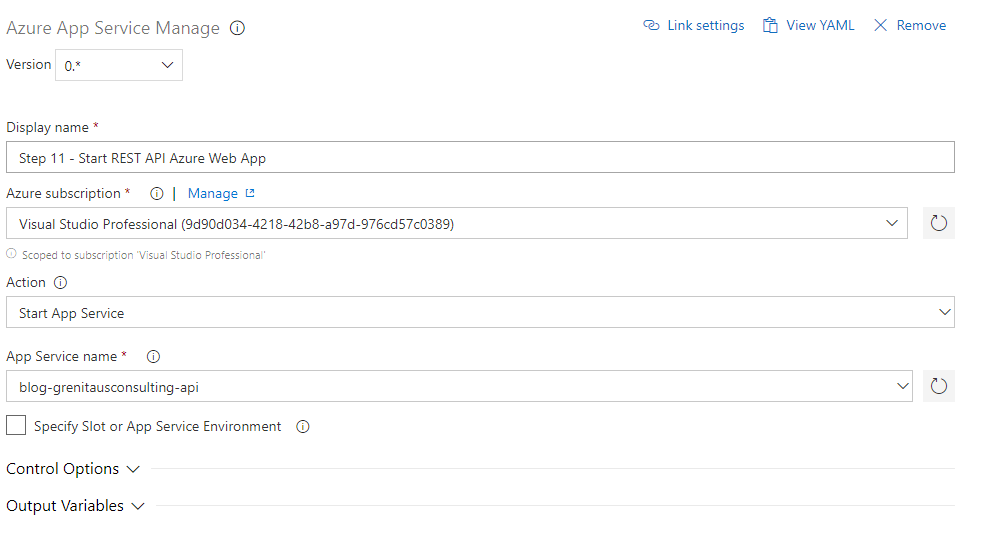 Azure App Service Manage
Link settings
View YAML
Remove
Version 0.*
Display name *
Step 11 - Start REST API Azure Web App
Azure subscription * | Manage
Visual Studio Professional (9d90d034-4218-42b8-a97d-976cd57c0389)
Scoped to subscription 'Visual Studio Professional'
Action
Start App Service
App Service name *
blog-grenitausconsulting-api
Specify Slot or App Service Environment
Control Options
Output Variables